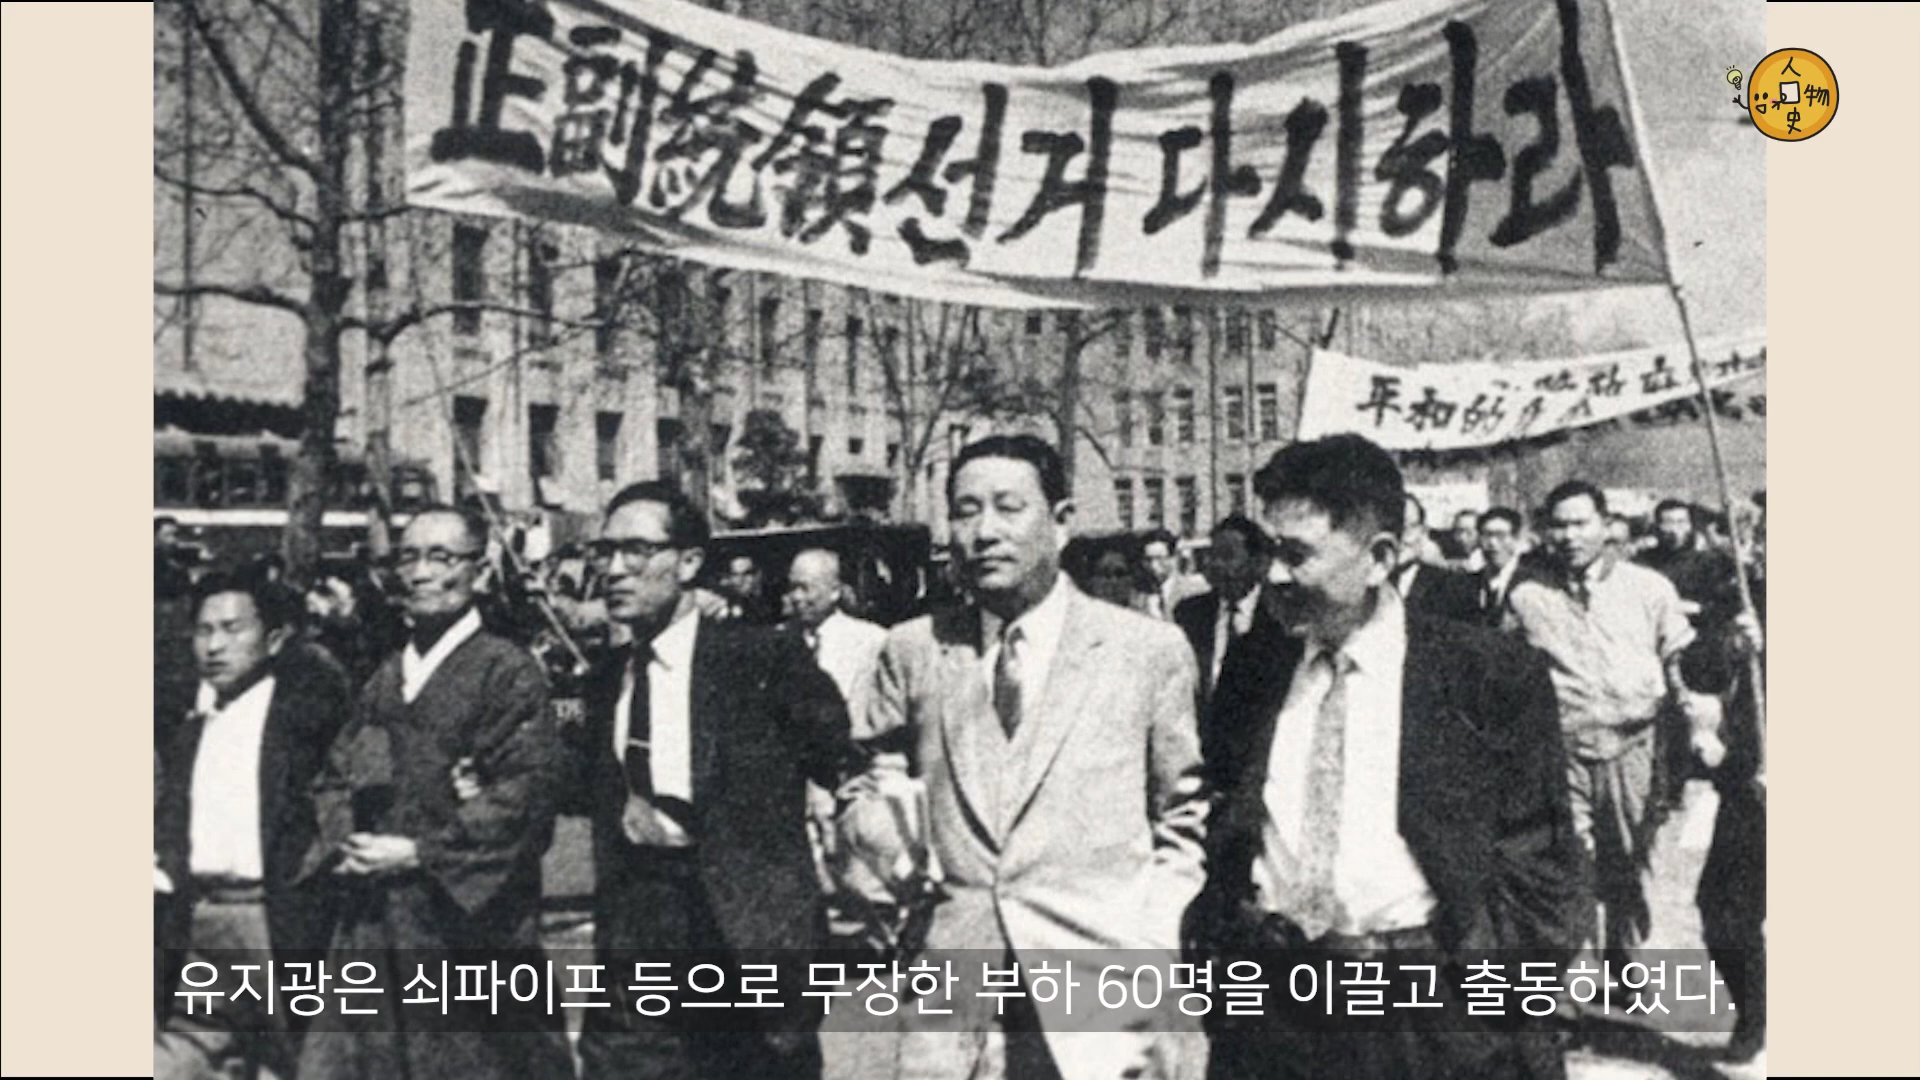 正副統領선거다시하라
人
物
史
平和的
유지광은 쇠파이프 등으로 무장한 부하 60명을 이끌고 출동하였다.